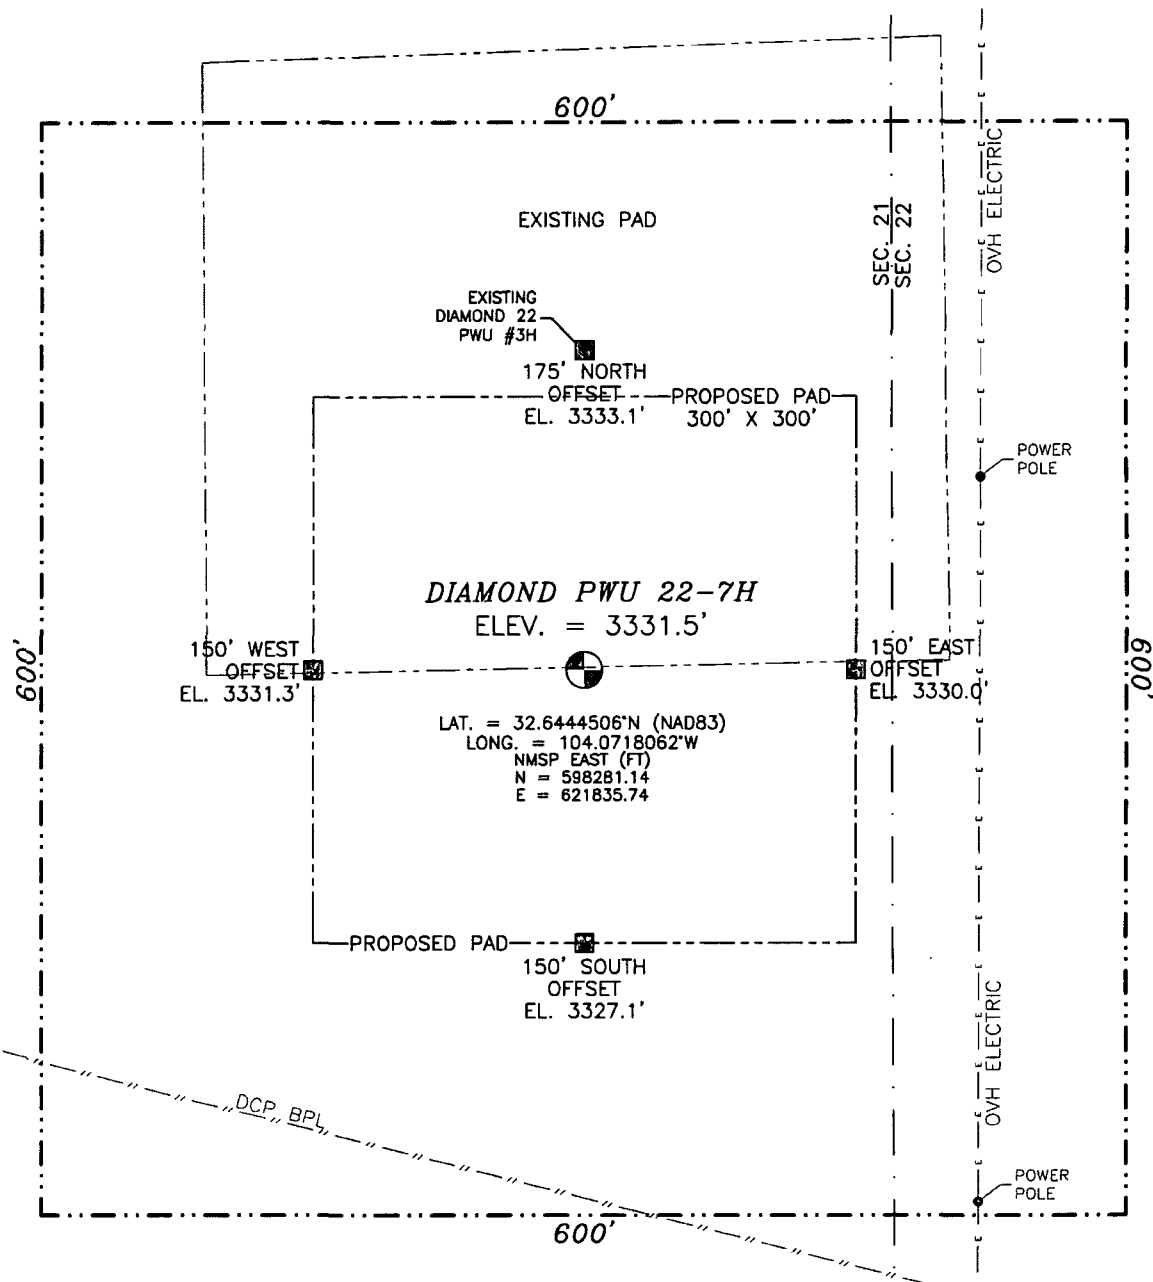 600'
EXISTING PAD
SEC. 21
SEC. 22
OVH ELECTRIC
EXISTING
DIAMOND 22
PWU #3H
175' NORTH
OFFSET
EL. 3333.1'
PROPOSED PAD
300' X 300'
POWER
POLE
DIAMOND PWU 22-7H
ELEV. = 3331.5'
600'
150' WEST
OFFSET
EL. 3331.3'
150' EAST
OFFSET
EL. 3330.0'
600'
LAT. = 32.6444506°N (NAD83)
LONG. = 104.0718062°W
NMSP EAST (FT)
N = 598281.14
E = 621835.74
PROPOSED PAD
150' SOUTH
OFFSET
EL. 3327.1'
OVH ELECTRIC
DCP BPL
POWER
POLE
600'